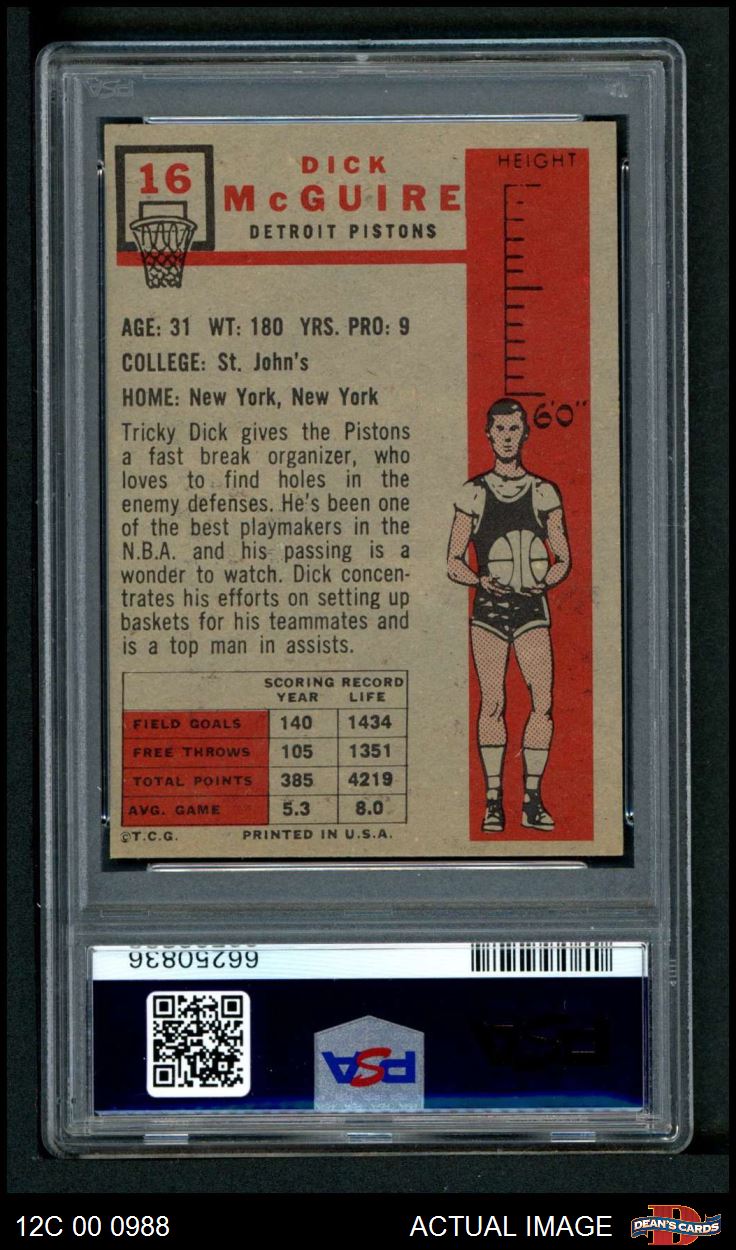 16
DICK
McGUIRE
DETROIT PISTONS
HEIGHT
6'0"
AGE: 31 WT: 180 YRS. PRO: 9
COLLEGE: St. John's
HOME: New York, New York
Tricky Dick gives the Pistons
a fast break organizer, who
loves to find holes in the
enemy defenses. He's been one
of the best playmakers in the
N.B.A. and his passing is a
wonder to watch. Dick concen-
trates his efforts on setting up
baskets for his teammates and
is a top man in assists.
SCORING RECORD
YEAR LIFE
FIELD GOALS 140 1434
FREE THROWS 105 1351
TOTAL POINTS 385 4219
AVG. GAME 5.3 8.0
©T.C.G. PRINTED IN U.S.A.
66250836
PSA
PSA
12C 00 0988
ACTUAL IMAGE
DEAN'S CARDS